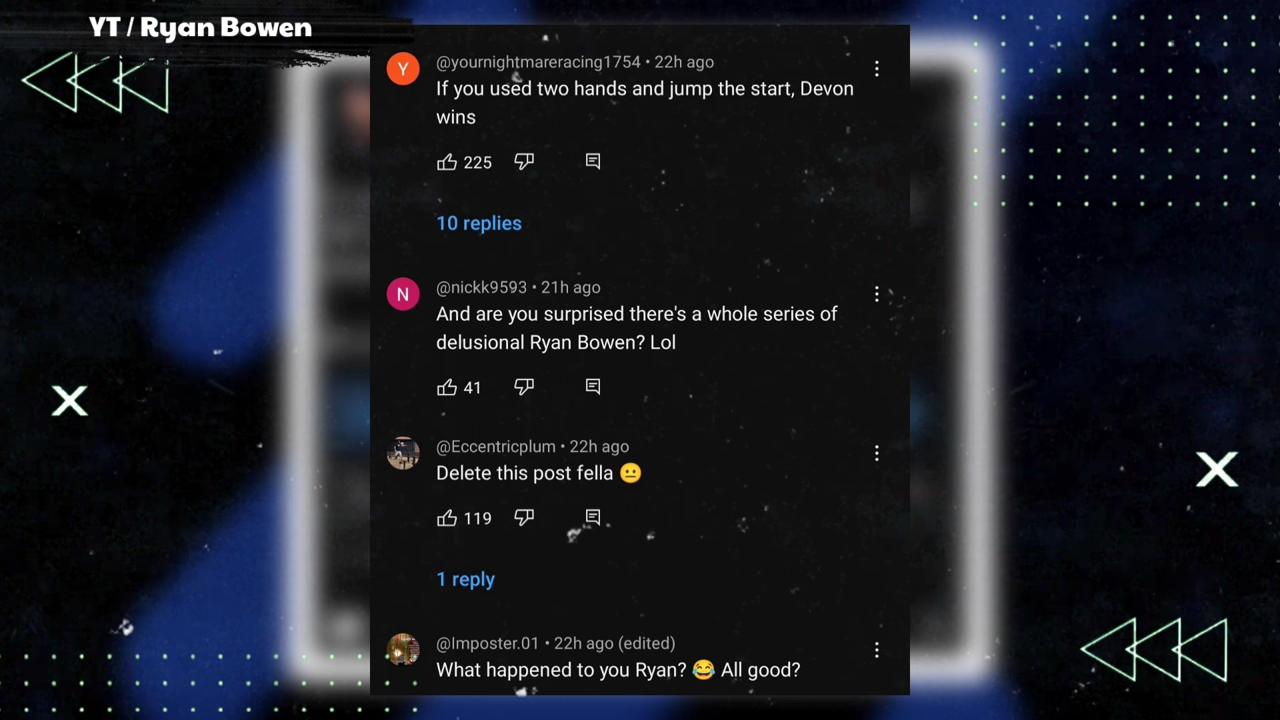 YT / Ryan Bowen
Y
@yournightmareracing1754 • 22h ago
If you used two hands and jump the start, Devon
wins
225
10 replies
N
@nickk9593 • 21h ago
And are you surprised there's a whole series of
delusional Ryan Bowen? Lol
41
@Eccentricplum • 22h ago
Delete this post fella 😐
119
1 reply
@Imposter.01 • 22h ago (edited)
What happened to you Ryan? 😂 All good?